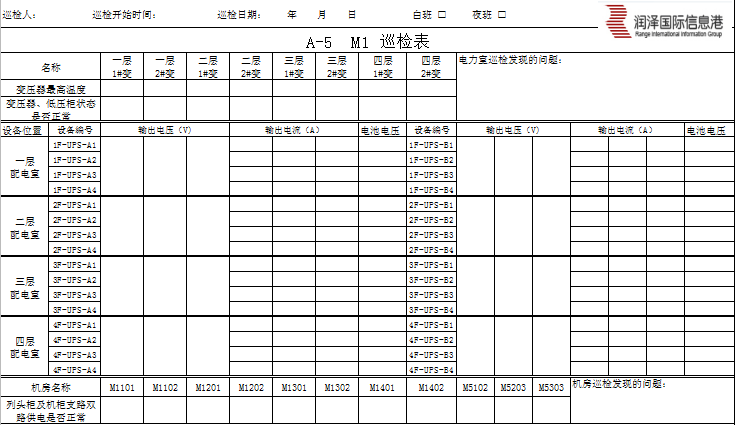 巡检人： 巡检开始时间： 巡检日期： 年 月 日 白班 □ 夜班 □
润泽国际信息港
Range International Information Group
A-5 M1 巡检表
名称 一层 1#变 一层 2#变 二层 1#变 二层 2#变 三层 1#变 三层 2#变 四层 1#变 四层 2#变 电力室巡检发现的问题：
变压器最高温度
变压器、低压柜状态
是否正常
设备位置 设备编号 输出电压（V） 输出电流（A） 电池电压 设备编号 输出电压（V） 输出电流（A） 电池电压
一层
配电室
1F-UPS-A1 1F-UPS-B1
1F-UPS-A2 1F-UPS-B2
1F-UPS-A3 1F-UPS-B3
1F-UPS-A4 1F-UPS-B4
二层
配电室
2F-UPS-A1 2F-UPS-B1
2F-UPS-A2 2F-UPS-B2
2F-UPS-A3 2F-UPS-B3
2F-UPS-A4 2F-UPS-B4
三层
配电室
3F-UPS-A1 3F-UPS-B1
3F-UPS-A2 3F-UPS-B2
3F-UPS-A3 3F-UPS-B3
3F-UPS-A4 3F-UPS-B4
四层
配电室
4F-UPS-A1 4F-UPS-B1
4F-UPS-A2 4F-UPS-B2
4F-UPS-A3 4F-UPS-B3
4F-UPS-A4 4F-UPS-B4
机房名称 M1101 M1102 M1201 M1202 M1301 M1302 M1401 M1402 M5102 M5203 M5303 机房巡检发现的问题：
列头柜及机柜支路双
路供电是否正常